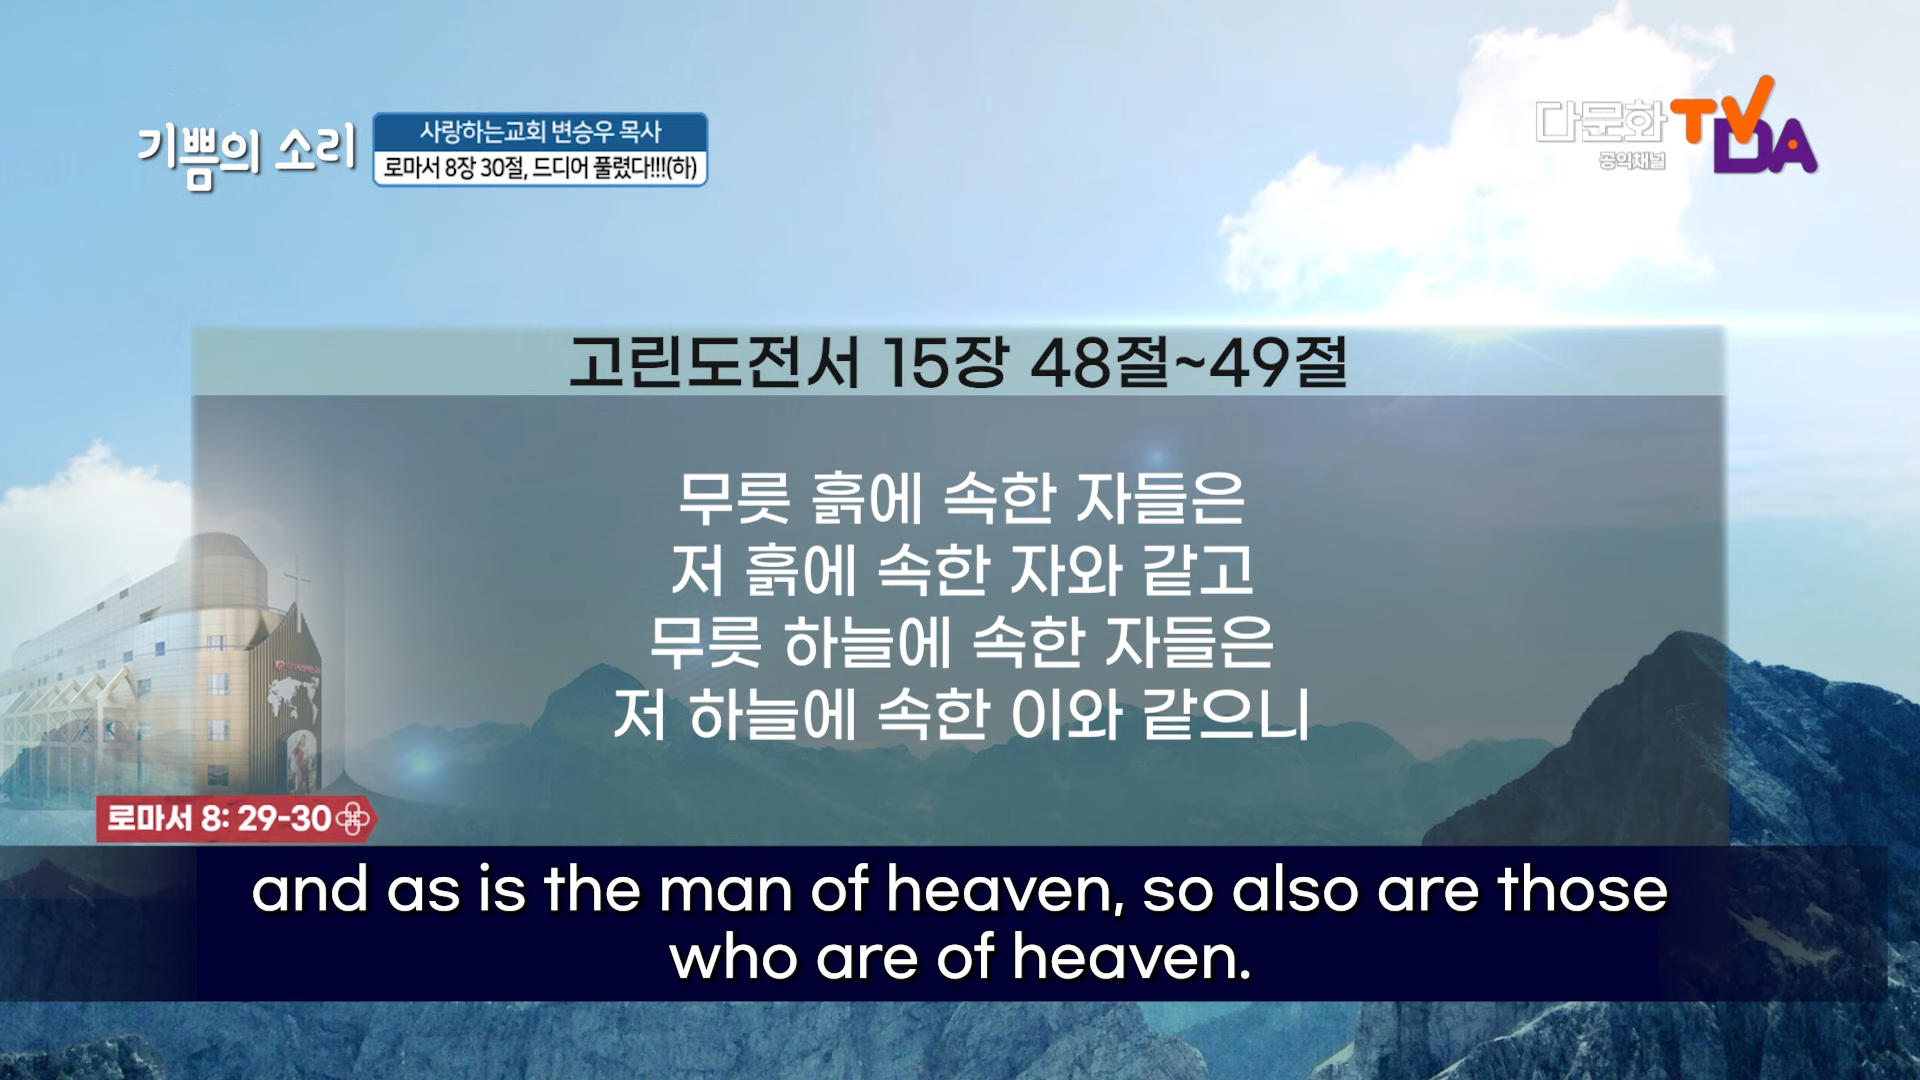 기쁨의 소리
사랑하는교회 변승우 목사
로마서 8장 30절, 드디어 풀렸다!!!(하)
다문화 TV
DA
공익채널
고린도전서 15장 48절~49절
무릇 흙에 속한 자들은
저 흙에 속한 자와 같고
무릇 하늘에 속한 자들은
저 하늘에 속한 이와 같으니
로마서 8: 29-30
and as is the man of heaven, so also are those
who are of heaven.